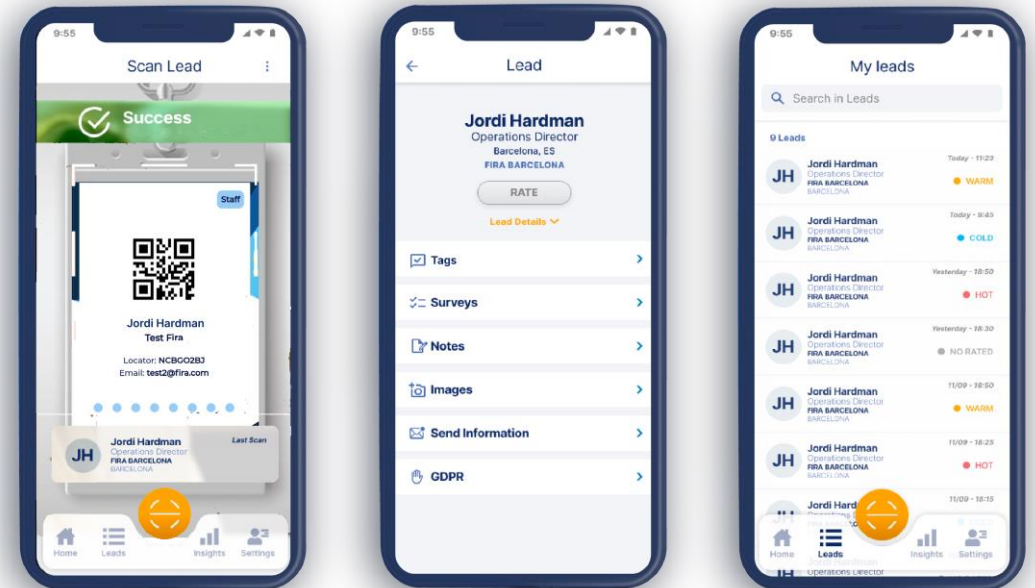 9:55
Scan Lead
Success
Staff
Jordi Hardman
Test Fira
Locator: NCBGO2BJ
Email: test2@fira.com
Jordi Hardman
Last Scan
Operations Director
FIRA BARCELONA
BARCELONA
JH
Home
Leads
Insights
Settings
9:55
Lead
Jordi Hardman
Operations Director
Barcelona, ES
FIRA BARCELONA
RATE
Lead Details
Tags
Surveys
Notes
Images
Send Information
GDPR
9:55
My leads
Search in Leads
9 Leads
JH
Jordi Hardman
Operations Director
FIRA BARCELONA
BARCELONA
Today - 11:23
WARM
JH
Jordi Hardman
Operations Director
FIRA BARCELONA
BARCELONA
Today - 9:45
COLD
JH
Jordi Hardman
Operations Director
FIRA BARCELONA
BARCELONA
Yesterday - 18:50
HOT
JH
Jordi Hardman
Operations Director
FIRA BARCELONA
BARCELONA
Yesterday - 18:30
NO RATED
JH
Jordi Hardman
Operations Director
FIRA BARCELONA
BARCELONA
11/09 - 18:50
WARM
JH
Jordi Hardman
Operations Director
FIRA BARCELONA
BARCELONA
11/09 - 18:25
HOT
Jordi Hard
11/09 - 18:15
Home
Leads
Insights
Settings
Operations Director